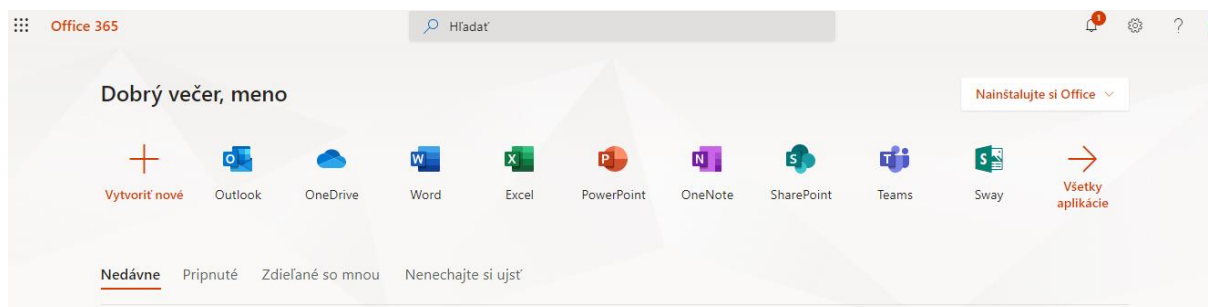 Office 365
Hľadať
1
?
Dobrý večer, meno
Nainštalujte si Office
Vytvoriť nové
Outlook
OneDrive
Word
Excel
PowerPoint
OneNote
SharePoint
Teams
Sway
Všetky
aplikácie
Nedávne
Pripnuté
Zdieľané so mnou
Nenechajte si ujsť